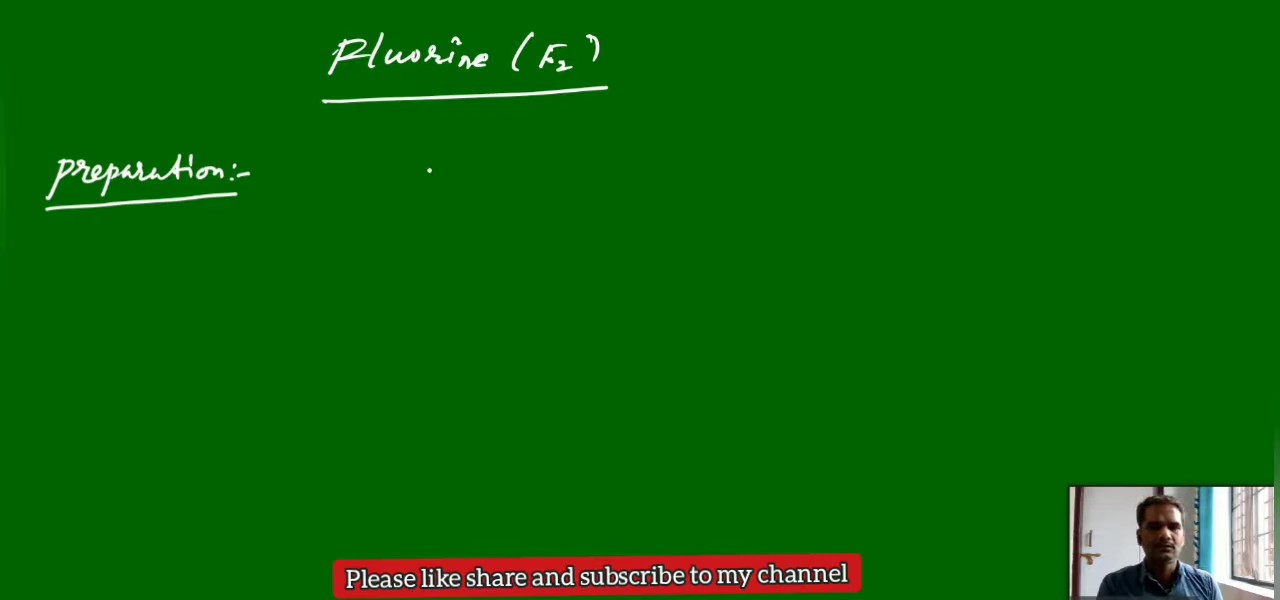 Fluorine (F₂)
preparation:-
Please like share and subscribe to my channel